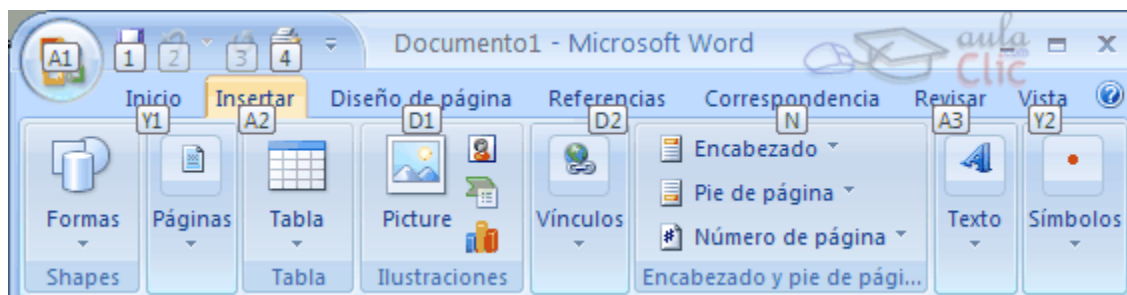 Documento1 - Microsoft Word
aula
Clic
A1 1 2 3 4
Inicio Insertar Diseño de página Referencias Correspondencia Revisar Vista
Y1 A2 D1 D2 N A3 Y2
Encabezado
Pie de página
Número de página
Formas Páginas Tabla Picture Vínculos Texto Símbolos
Shapes Tabla Ilustraciones Encabezado y pie de pági...